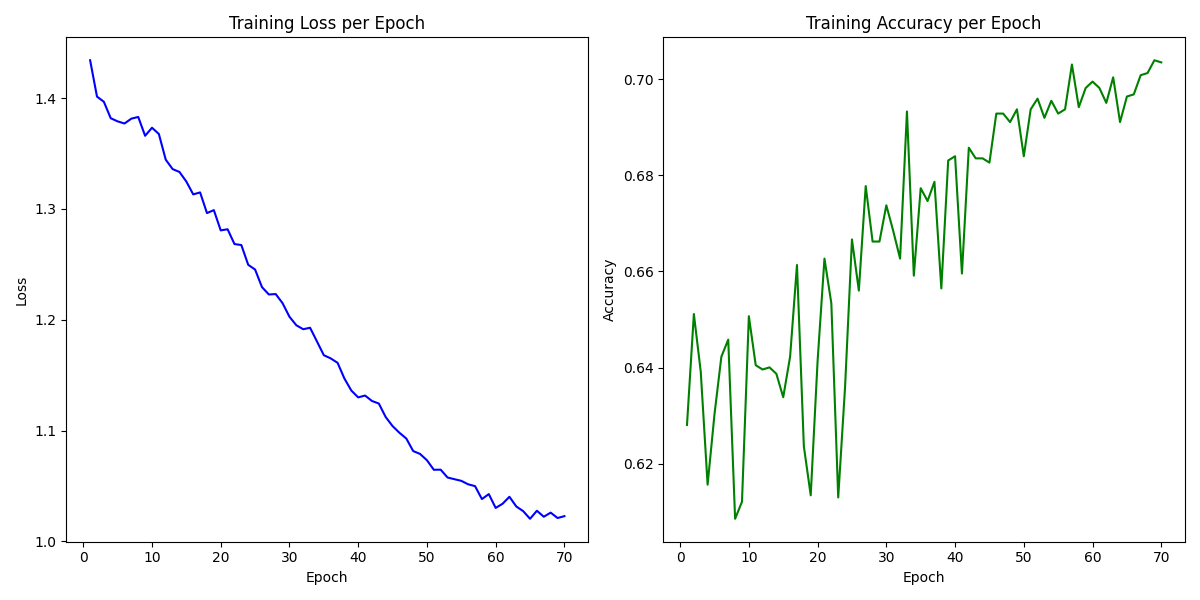 Training Loss per Epoch
Loss
1.4
1.3
1.2
1.1
1.0
0 10 20 30 40 50 60 70
Epoch
Training Accuracy per Epoch
Accuracy
0.70
0.68
0.66
0.64
0.62
0 10 20 30 40 50 60 70
Epoch